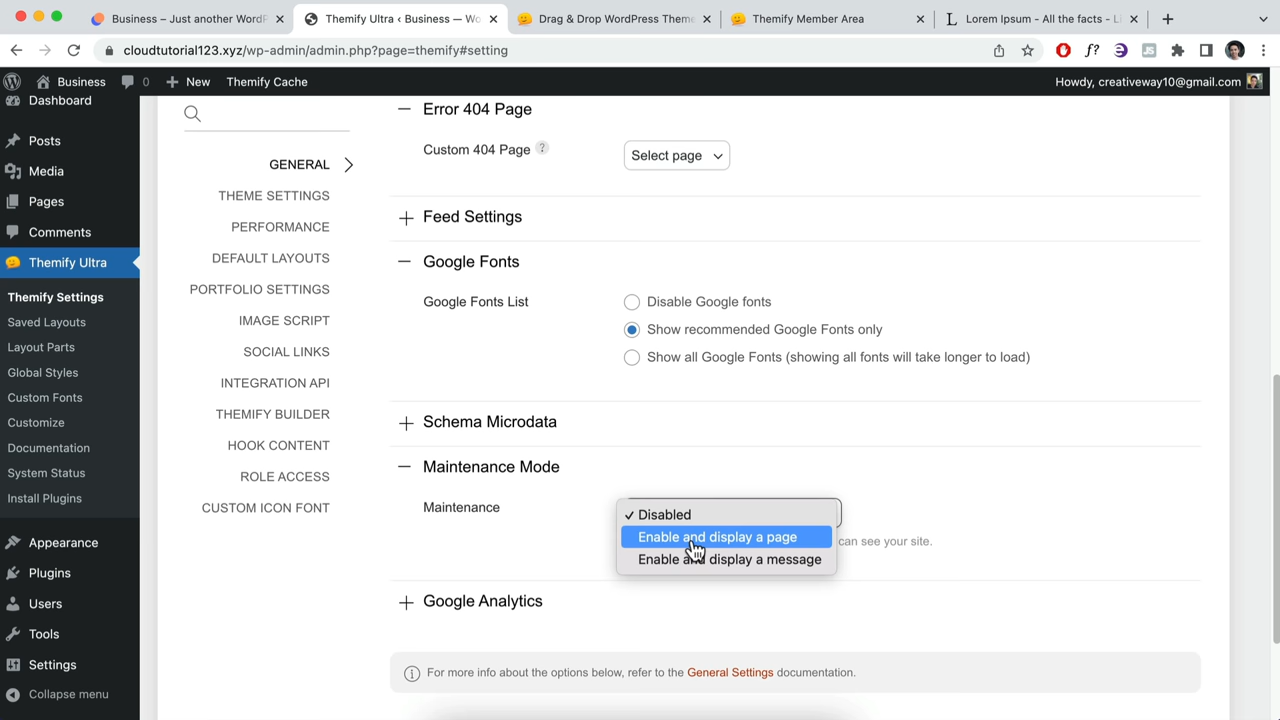 Business – Just another WordP
Themify Ultra ‹ Business — Wo
Drag & Drop WordPress Theme
Themify Member Area
Lorem Ipsum - All the facts - Li
cloudtutorial123.xyz/wp-admin/admin.php?page=themify#setting
Business
0
New
Themify Cache
Howdy, creativeway10@gmail.com
Dashboard
Posts
Media
Pages
Comments
Themify Ultra
Themify Settings
Saved Layouts
Layout Parts
Global Styles
Custom Fonts
Customize
Documentation
System Status
Install Plugins
Appearance
Plugins
Users
Tools
Settings
Collapse menu
GENERAL
THEME SETTINGS
PERFORMANCE
DEFAULT LAYOUTS
PORTFOLIO SETTINGS
IMAGE SCRIPT
SOCIAL LINKS
INTEGRATION API
THEMIFY BUILDER
HOOK CONTENT
ROLE ACCESS
CUSTOM ICON FONT
Error 404 Page
Custom 404 Page ?
Select page
Feed Settings
Google Fonts
Google Fonts List
Disable Google fonts
Show recommended Google Fonts only
Show all Google Fonts (showing all fonts will take longer to load)
Schema Microdata
Maintenance Mode
Maintenance
✓ Disabled
Enable and display a page
Enable and display a message
can see your site.
Google Analytics
For more info about the options below, refer to the General Settings documentation.